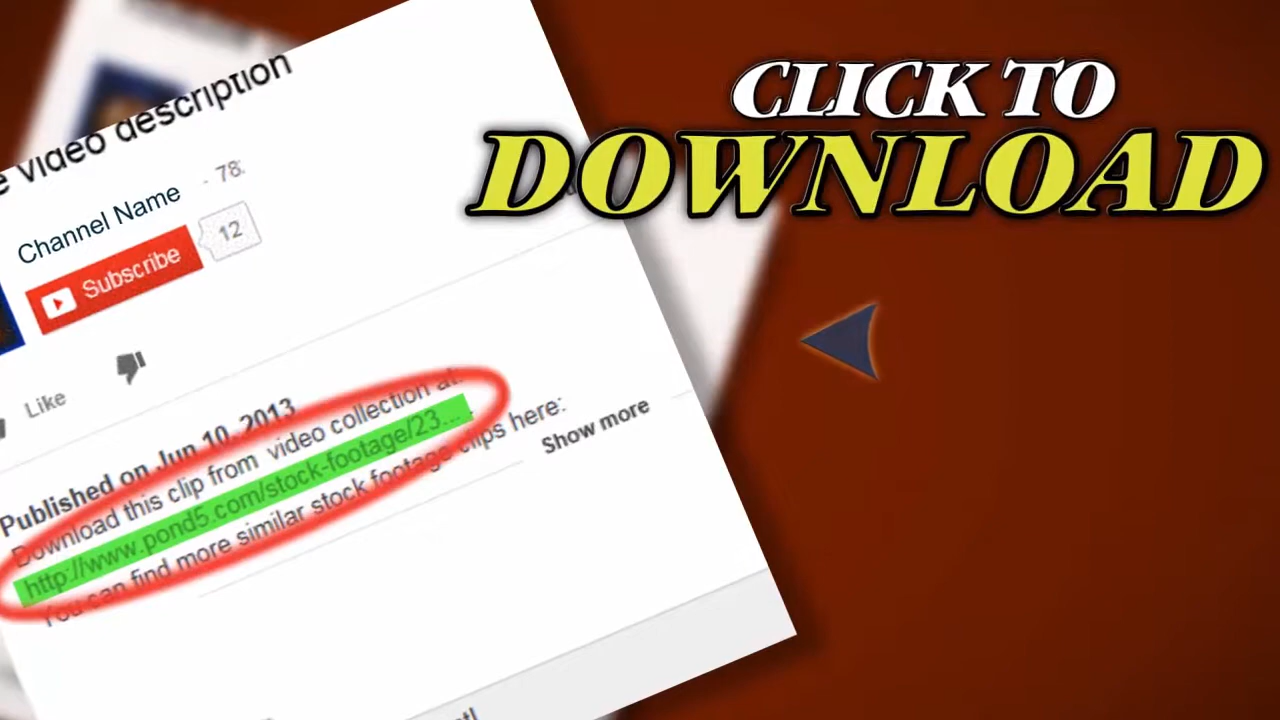 CLICK TO
DOWNLOAD
video description
Channel Name
78
Subscribe
12
Like
Published on Jun 10, 2013
Download this clip from video collection at:
http://www.pond5.com/stock-footage/23...
You can find more similar stock footage clips here:
Show more